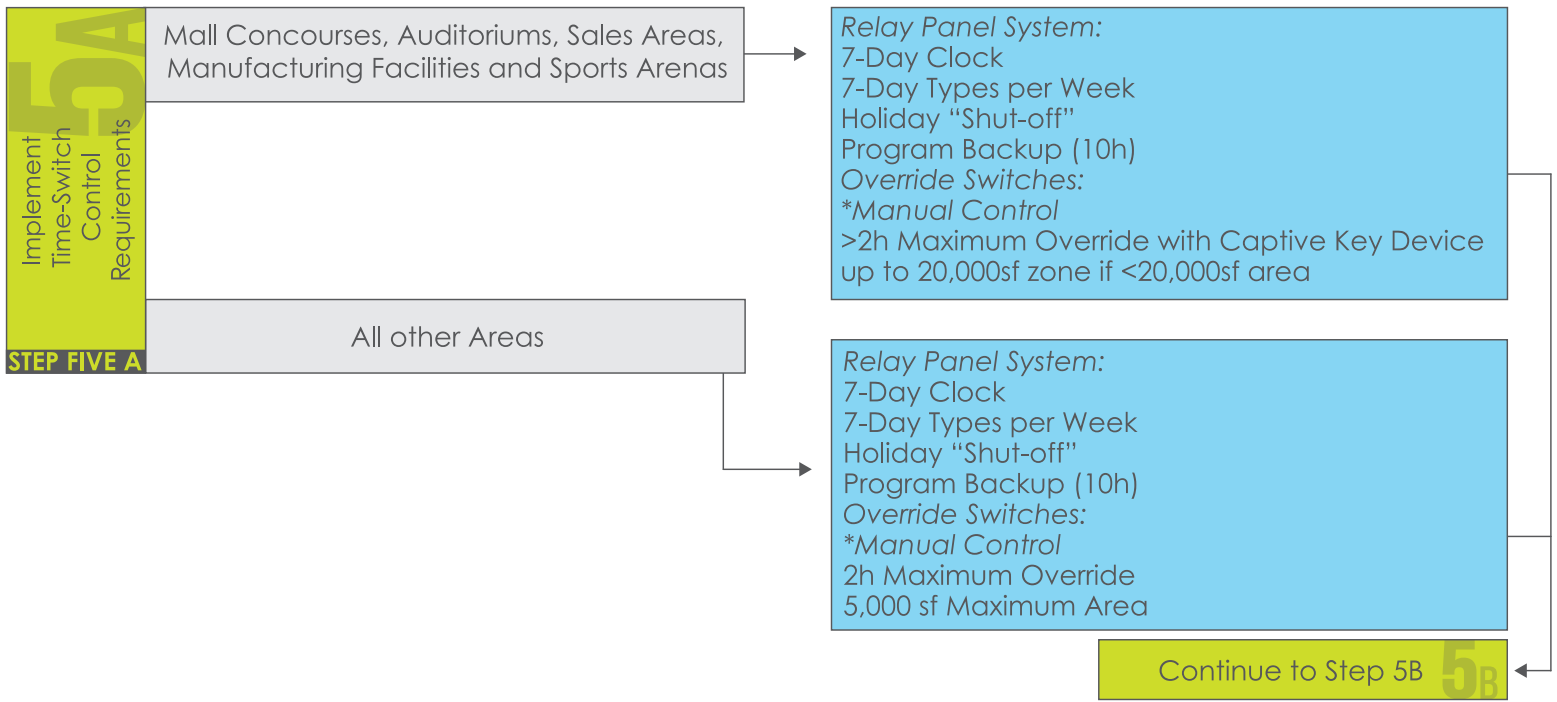 5A
Implement
Time-Switch
Control
Requirements
STEP FIVE A
Mall Concourses, Auditoriums, Sales Areas,
Manufacturing Facilities and Sports Arenas
Relay Panel System:
7-Day Clock
7-Day Types per Week
Holiday “Shut-off”
Program Backup (10h)
Override Switches:
*Manual Control
>2h Maximum Override with Captive Key Device
up to 20,000sf zone if <20,000sf area
All other Areas
Relay Panel System:
7-Day Clock
7-Day Types per Week
Holiday “Shut-off”
Program Backup (10h)
Override Switches:
*Manual Control
2h Maximum Override
5,000 sf Maximum Area
Continue to Step 5B
5B